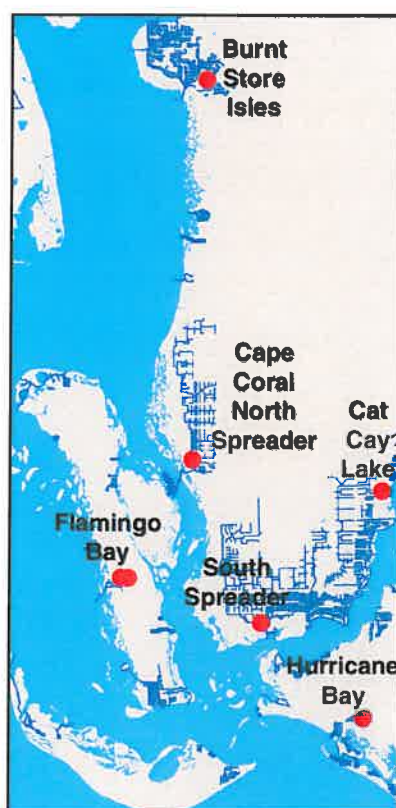 Burnt
Store
Isles
Cape
Coral
North
Spreader
Cat
Cay
Lake
Flamingo
Bay
South
Spreader
Hurricane
Bay